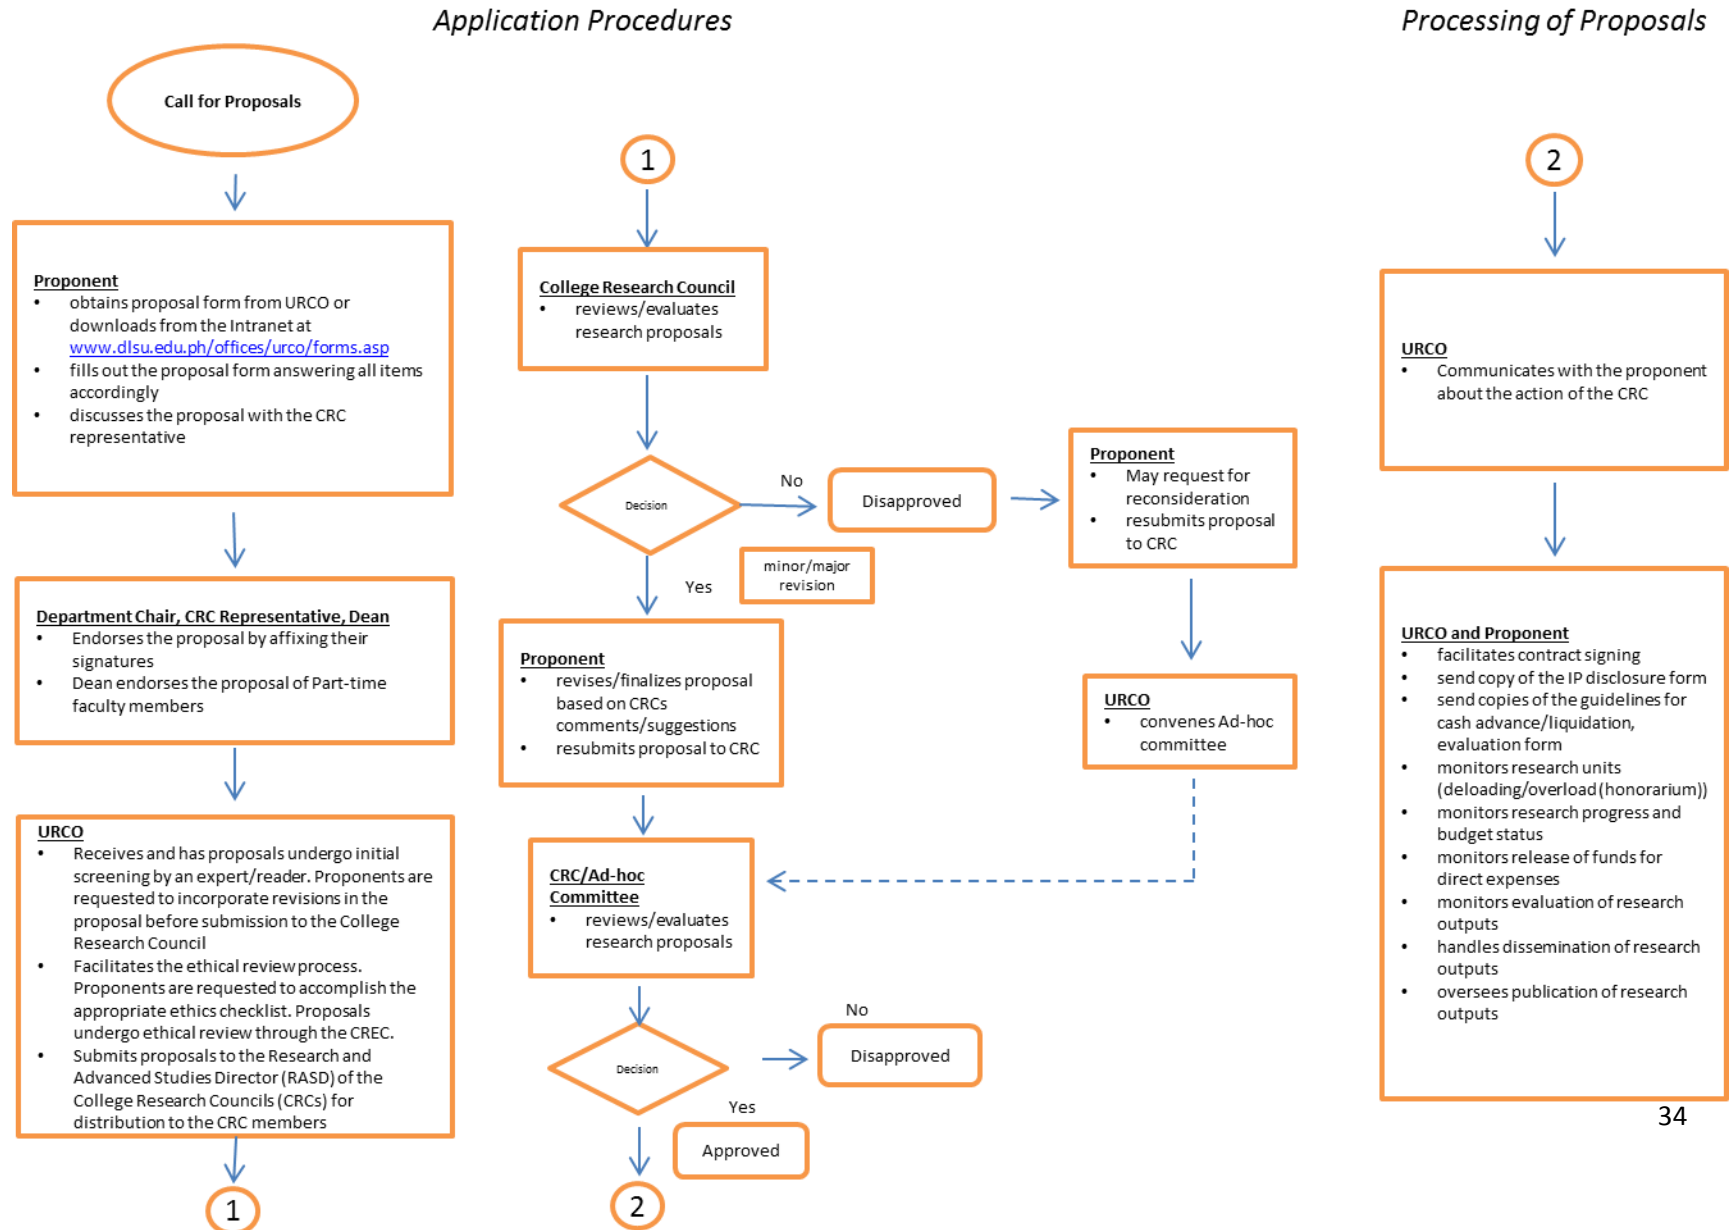 Application Procedures
Processing of Proposals
Call for Proposals
Proponent
• obtains proposal form from URCO or
downloads from the Intranet at
www.dlsu.edu.ph/offices/urco/forms.asp
• fills out the proposal form answering all items
accordingly
• discusses the proposal with the CRC
representative
Department Chair, CRC Representative, Dean
• Endorses the proposal by affixing their
signatures
• Dean endorses the proposal of Part-time
faculty members
URCO
• Receives and has proposals undergo initial
screening by an expert/reader. Proponents are
requested to incorporate revisions in the
proposal before submission to the College
Research Council
• Facilitates the ethical review process.
Proponents are requested to accomplish the
appropriate ethics checklist. Proposals
undergo ethical review through the CREC.
• Submits proposals to the Research and
Advanced Studies Director (RASD) of the
College Research Councils (CRCs) for
distribution to the CRC members
1
1
College Research Council
• reviews/evaluates
research proposals
Decision
No
Disapproved
Yes
minor/major
revision
Proponent
• May request for
reconsideration
• resubmits proposal
to CRC
URCO
• convenes Ad-hoc
committee
Proponent
• revises/finalizes proposal
based on CRCs
comments/suggestions
• resubmits proposal to CRC
CRC/Ad-hoc
Committee
• reviews/evaluates
research proposals
Decision
No
Disapproved
Yes
Approved
2
2
URCO
• Communicates with the proponent
about the action of the CRC
URCO and Proponent
• facilitates contract signing
• send copy of the IP disclosure form
• send copies of the guidelines for
cash advance/liquidation,
evaluation form
• monitors research units
(deloading/overload (honorarium))
• monitors research progress and
budget status
• monitors release of funds for
direct expenses
• monitors evaluation of research
outputs
• handles dissemination of research
outputs
• oversees publication of research
outputs
34